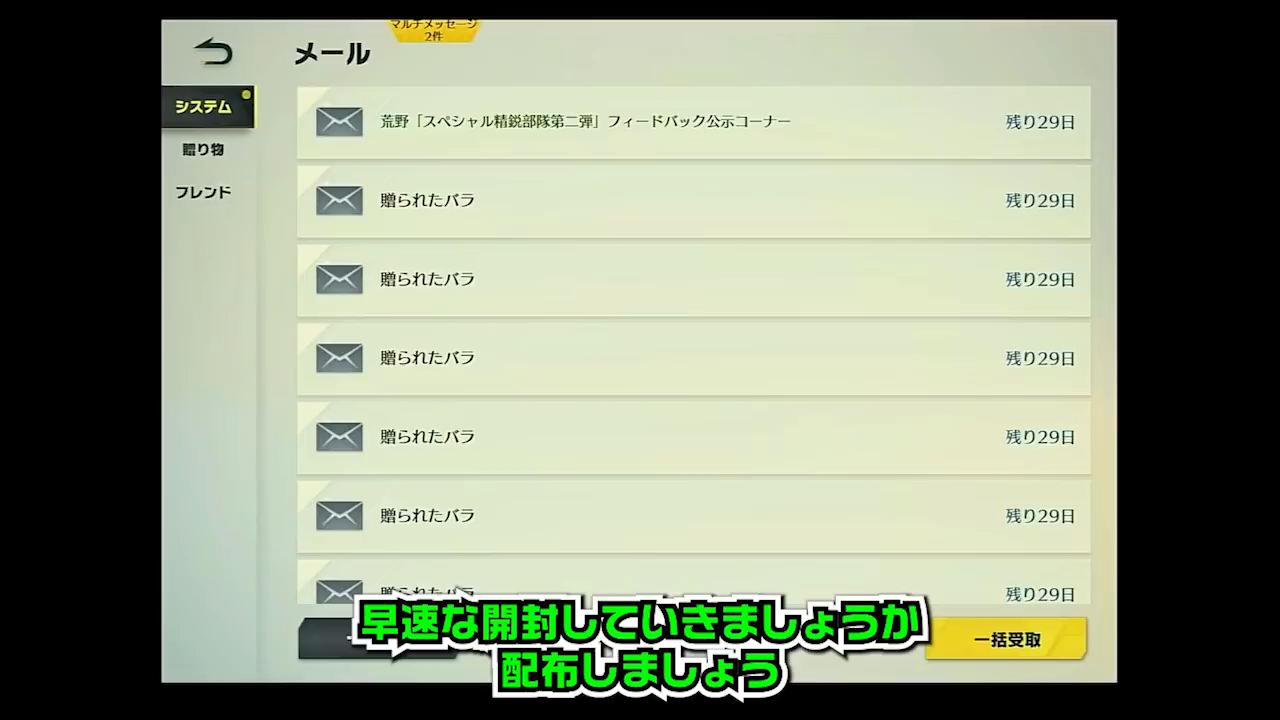 マルチメッセージ
2件
メール
システム
贈り物
フレンド
荒野「スペシャル精鋭部隊第二弾」フィードバック公示コーナー
残り29日
贈られたバラ
残り29日
贈られたバラ
残り29日
贈られたバラ
残り29日
贈られたバラ
残り29日
贈られたバラ
残り29日
贈られたバラ
残り29日
一括受取
早速な開封していきましょうか
配布しましょう